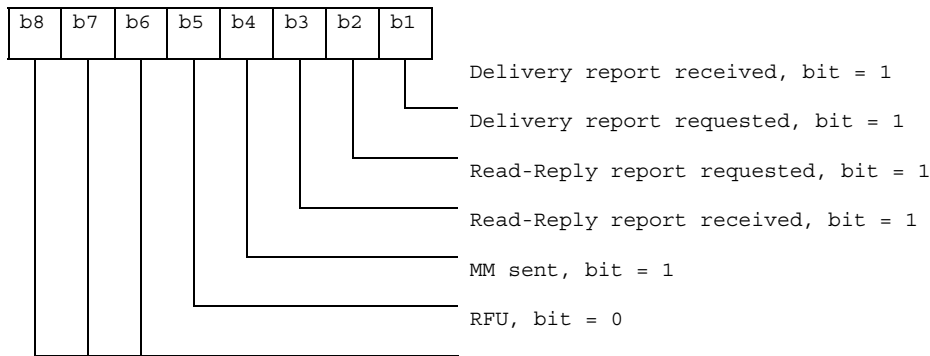 b8 b7 b6 b5 b4 b3 b2 b1
Delivery report received, bit = 1
Delivery report requested, bit = 1
Read-Reply report requested, bit = 1
Read-Reply report received, bit = 1
MM sent, bit = 1
RFU, bit = 0